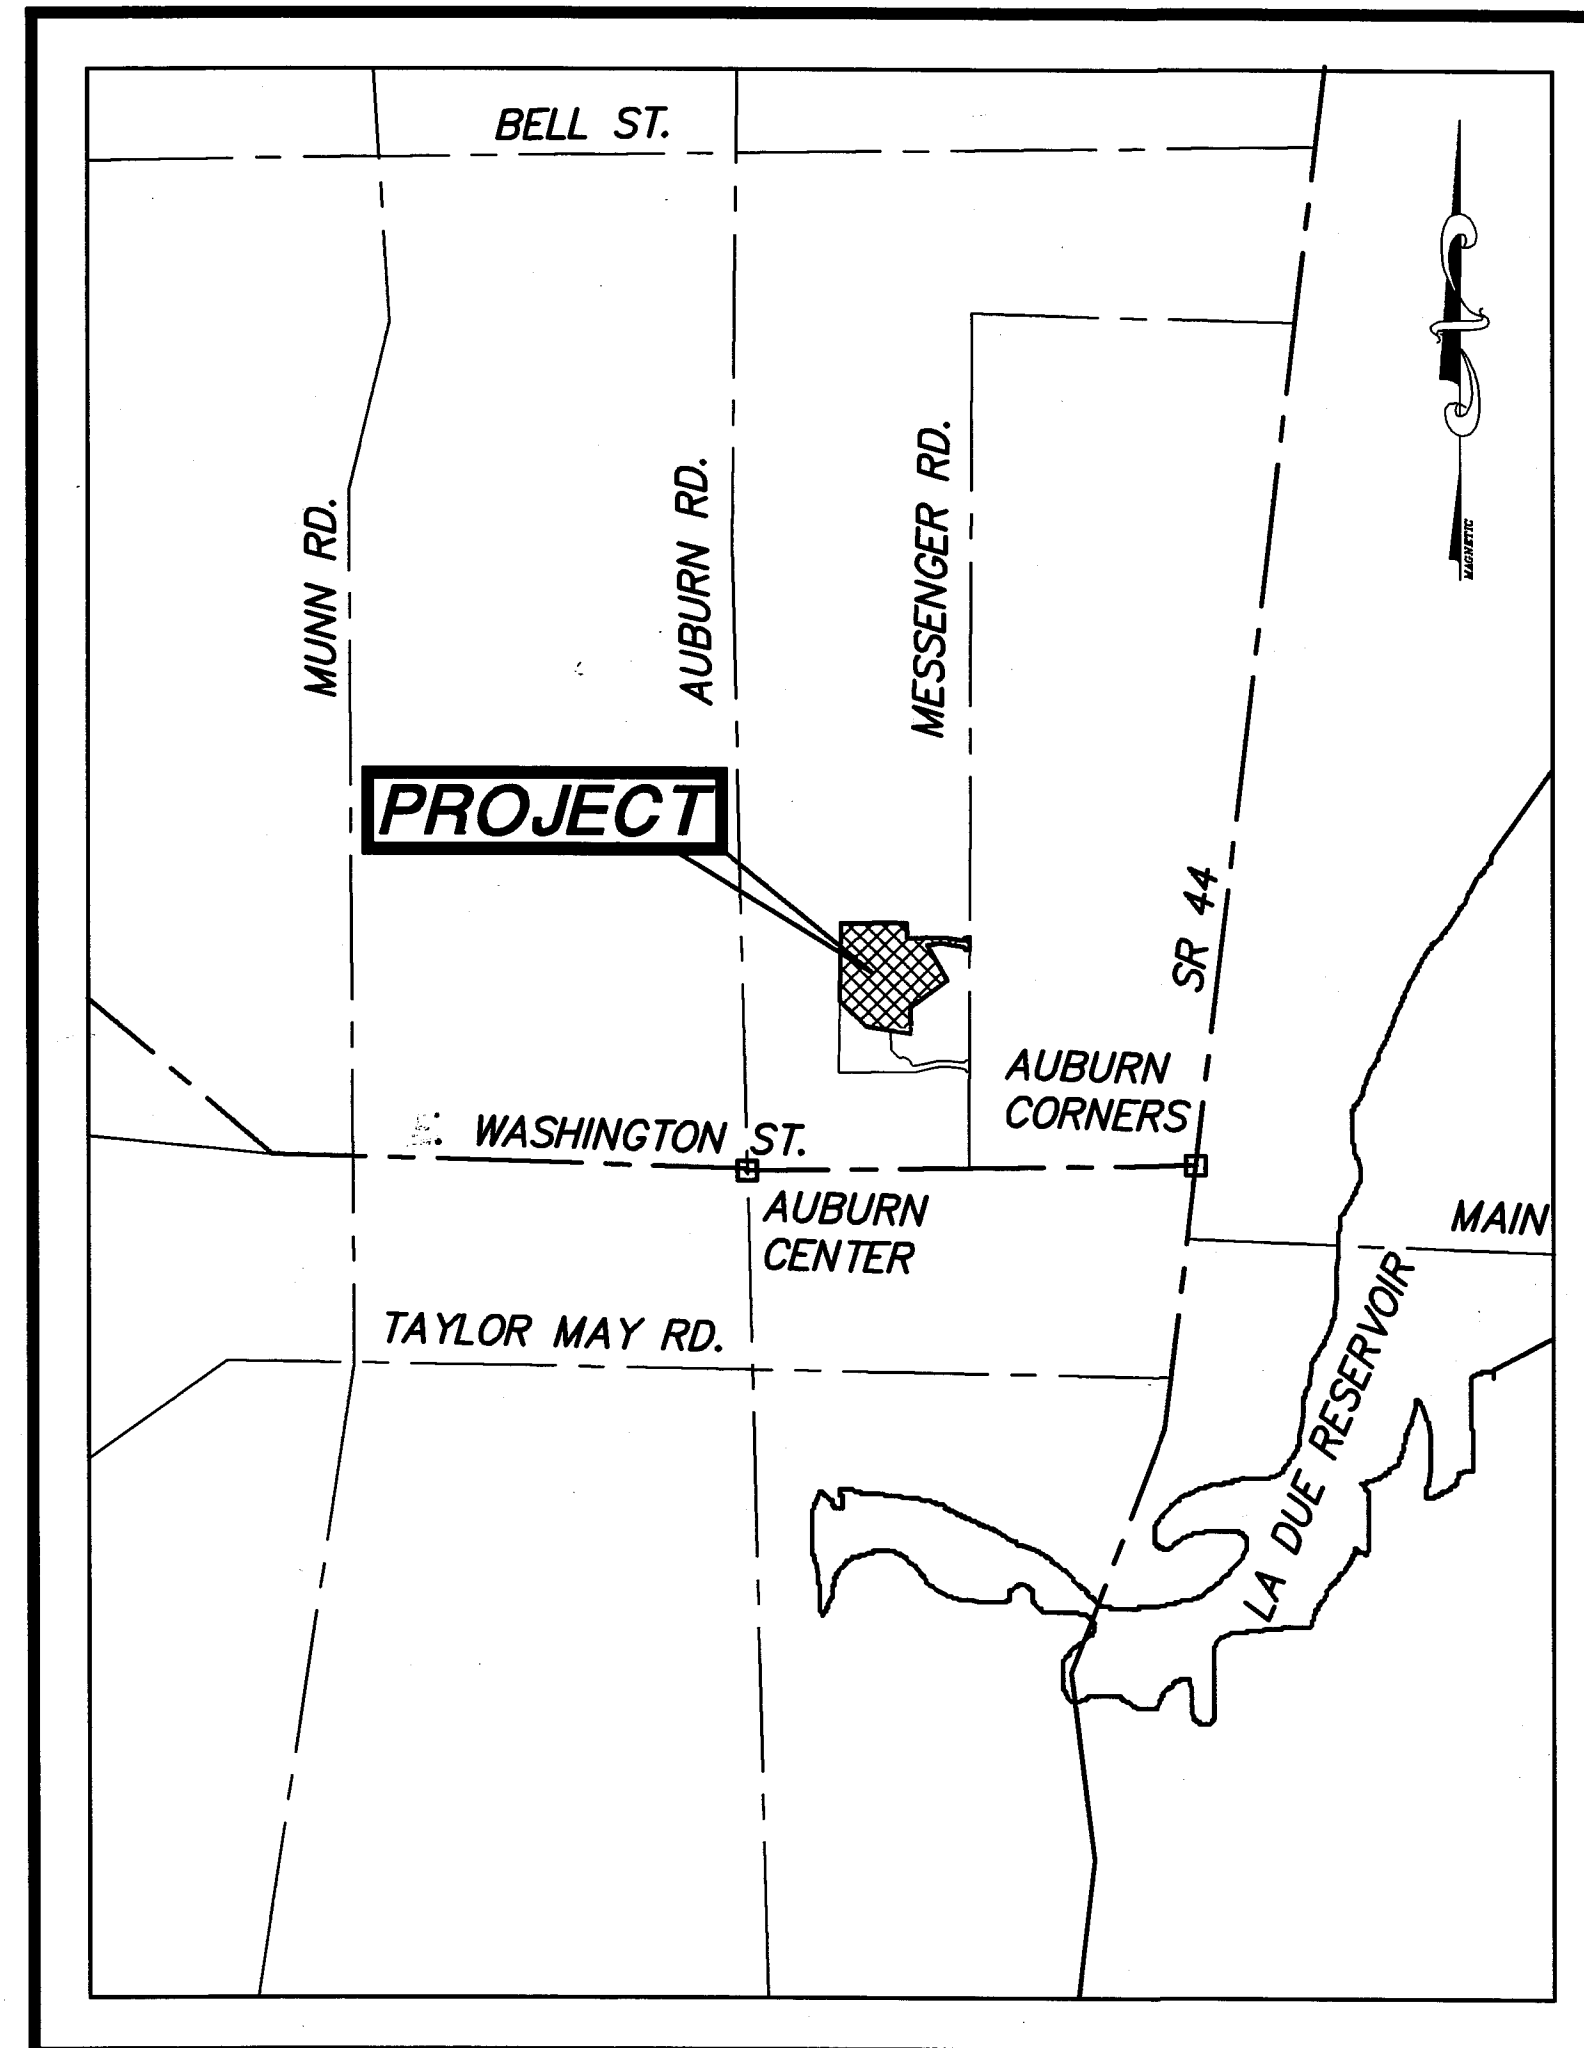 BELL ST.
MUNN RD.
AUBURN RD.
MESSENGER RD.
MAGNETIC
PROJECT
SR 44
AUBURN
CORNERS
E. WASHINGTON ST.
AUBURN
CENTER
MAIN
TAYLOR MAY RD.
LA DUE RESERVOIR